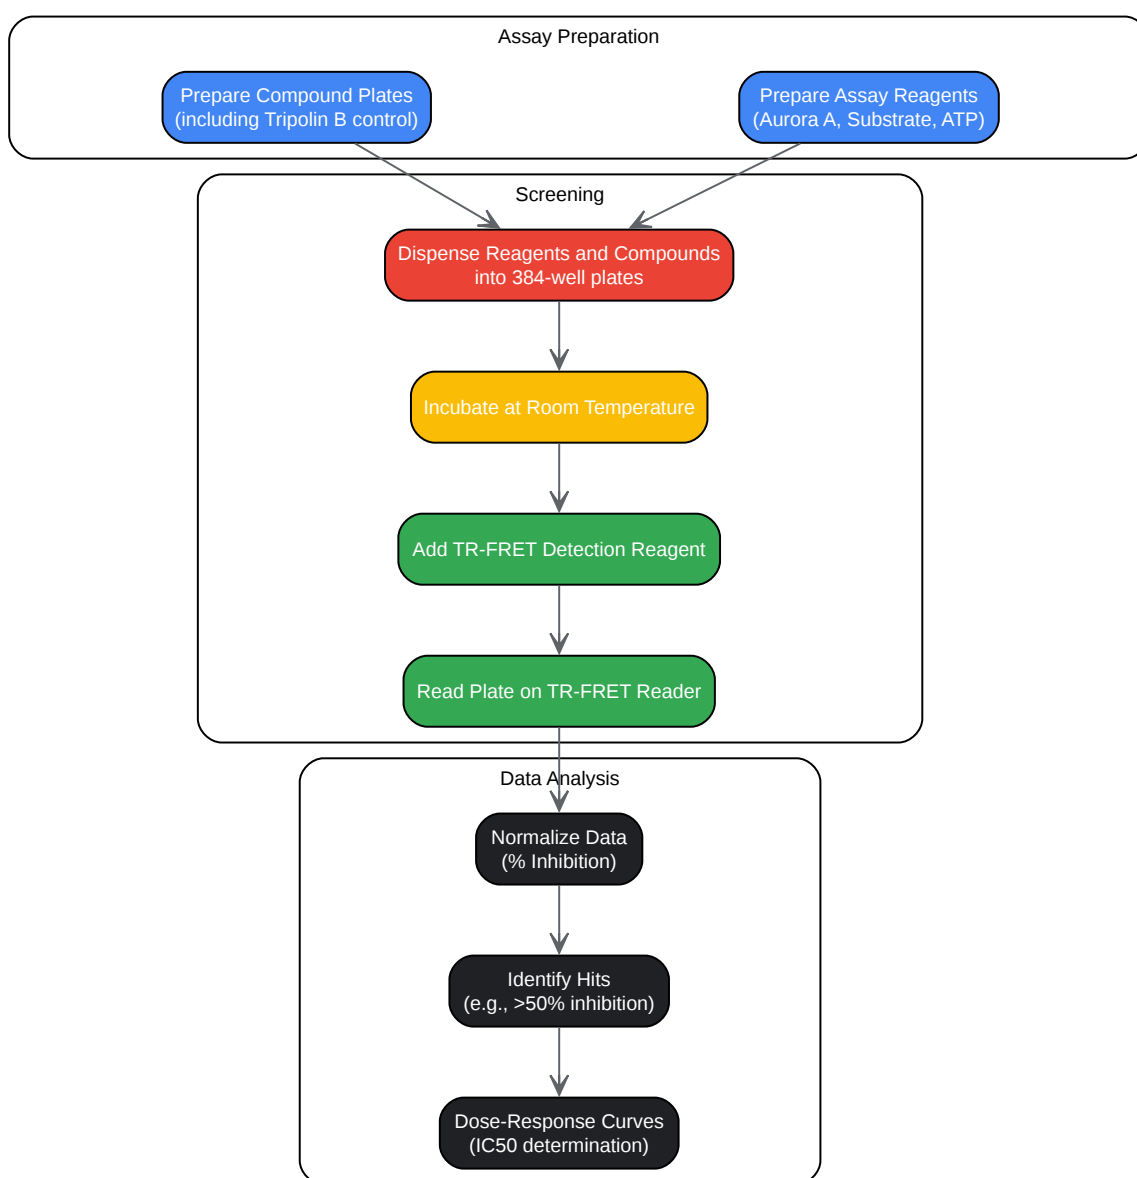 Assay Preparation
Prepare Compound Plates
(including Tripolin B control)
Prepare Assay Reagents
(Aurora A, Substrate, ATP)
Screening
Dispense Reagents and Compounds
into 384-well plates
Incubate at Room Temperature
Add TR-FRET Detection Reagent
Read Plate on TR-FRET Reader
Data Analysis
Normalize Data
(% Inhibition)
Identify Hits
(e.g., >50% inhibition)
Dose-Response Curves
(IC50 determination)